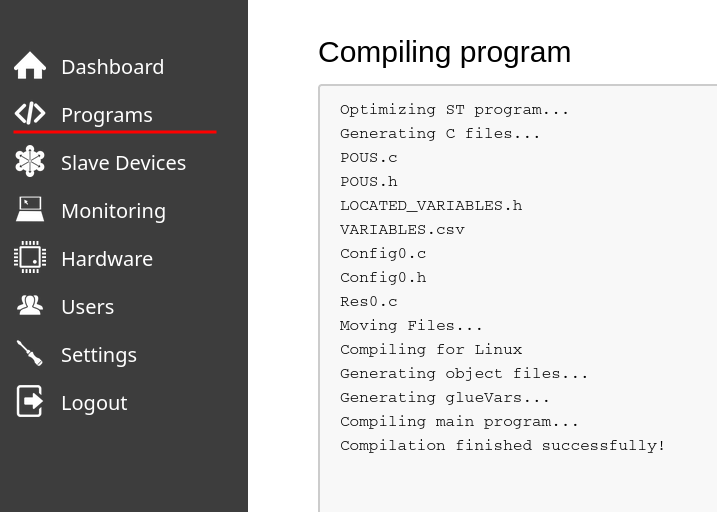 Dashboard
Programs
Slave Devices
Monitoring
Hardware
Users
Settings
Logout
Compiling program
Optimizing ST program...
Generating C files...
POUS.c
POUS.h
LOCATED_VARIABLES.h
VARIABLES.csv
Config0.c
Config0.h
Res0.c
Moving Files...
Compiling for Linux
Generating object files...
Generating glueVars...
Compiling main program...
Compilation finished successfully!